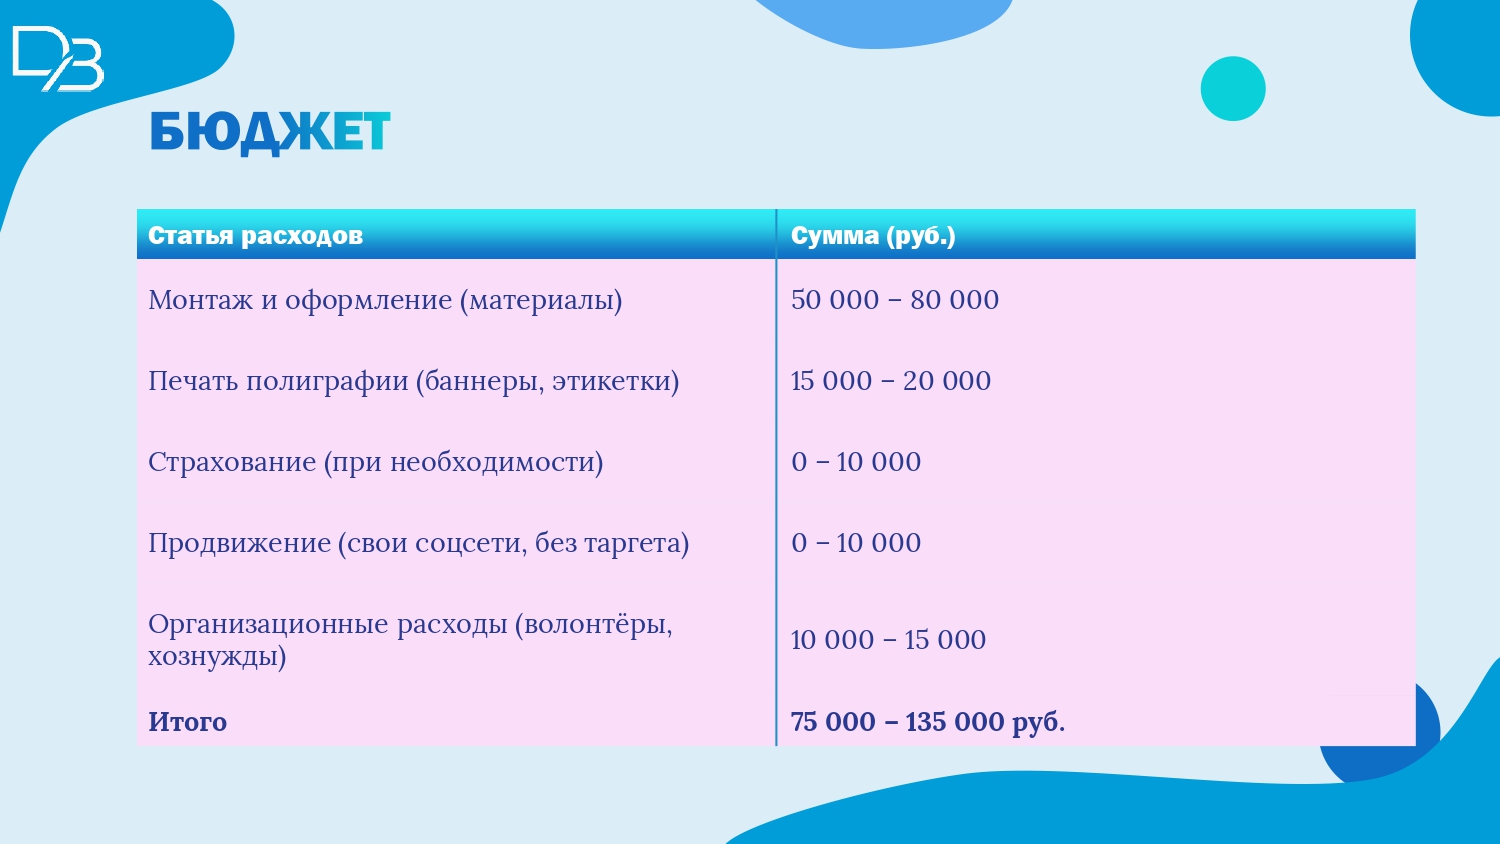 DB
БЮДЖЕТ
Статья расходов
Сумма (руб.)
Монтаж и оформление (материалы)
50 000 – 80 000
Печать полиграфии (баннеры, этикетки)
15 000 – 20 000
Страхование (при необходимости)
0 – 10 000
Продвижение (свои соцсети, без таргета)
0 – 10 000
Организационные расходы (волонтёры,
хознужды)
10 000 – 15 000
Итого
75 000 – 135 000 руб.